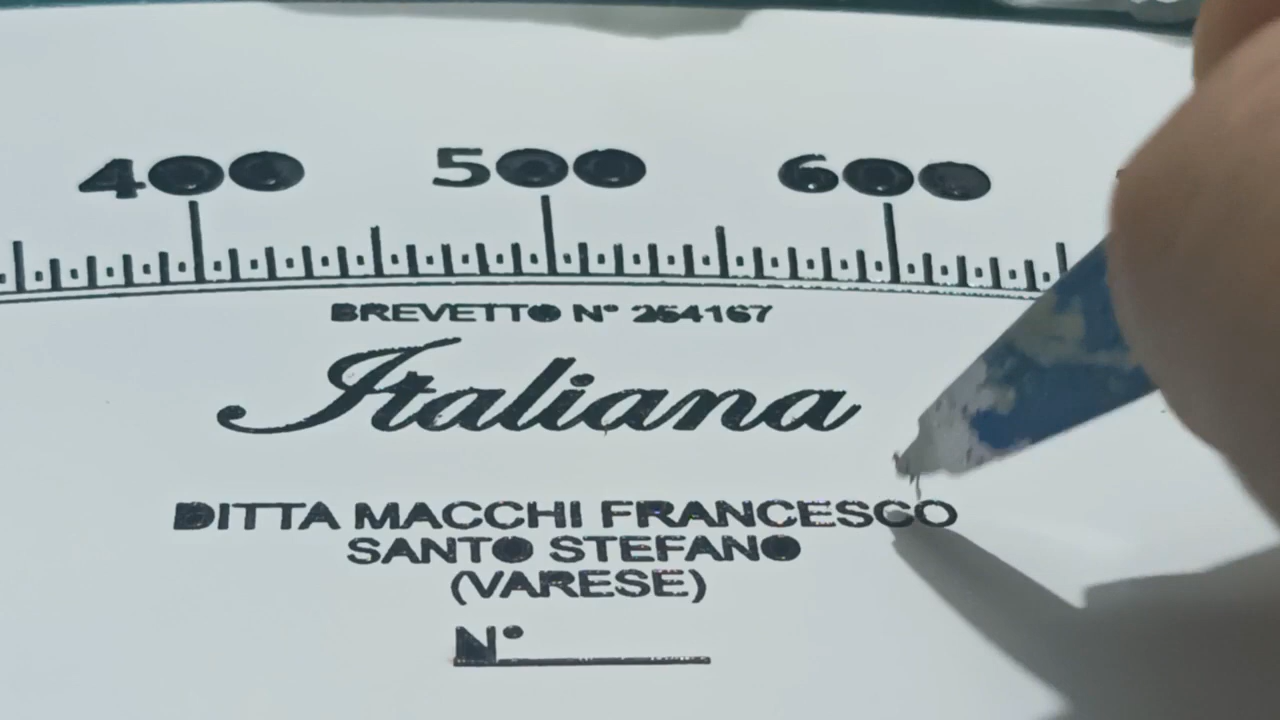 400 500 600
BREVETTO N° 254167
Italiana
DITTA MACCHI FRANCESCO
SANTO STEFANO
(VARESE)
N°